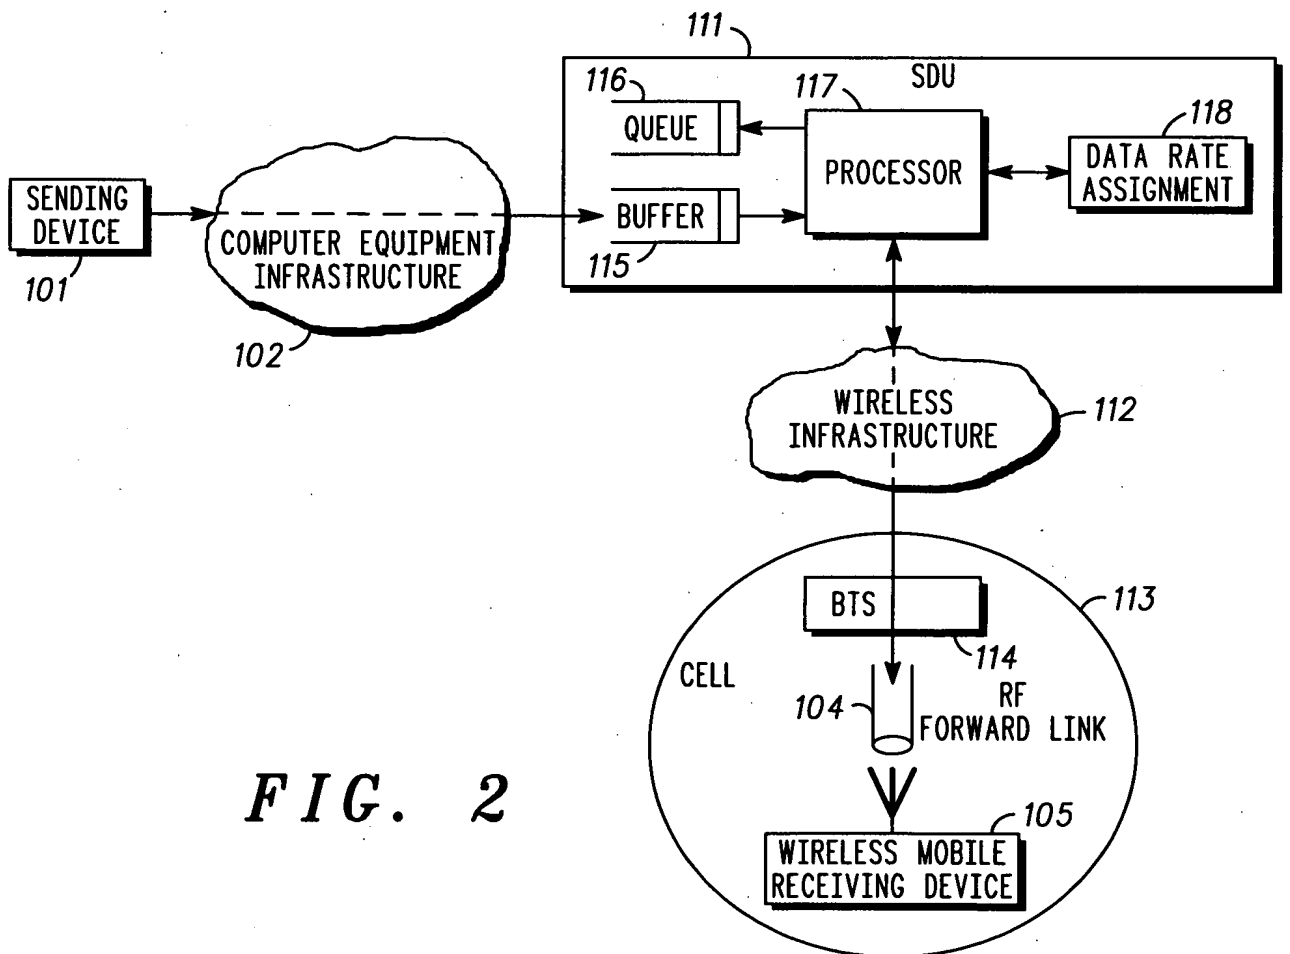 111
SDU
116
QUEUE
117
PROCESSOR
118
DATA RATE
ASSIGNMENT
SENDING
DEVICE
101
COMPUTER EQUIPMENT
INFRASTRUCTURE
102
BUFFER
115
WIRELESS
INFRASTRUCTURE
112
113
BTS
114
CELL
104
RF
FORWARD LINK
105
WIRELESS MOBILE
RECEIVING DEVICE
FIG. 2